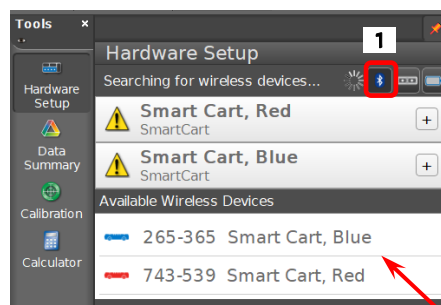 Tools ×
1
Hardware Setup
Searching for wireless devices...
Hardware
Setup
Smart Cart, Red
SmartCart
+
Data
Summary
Smart Cart, Blue
SmartCart
+
Available Wireless Devices
Calibration
265-365 Smart Cart, Blue
Calculator
743-539 Smart Cart, Red